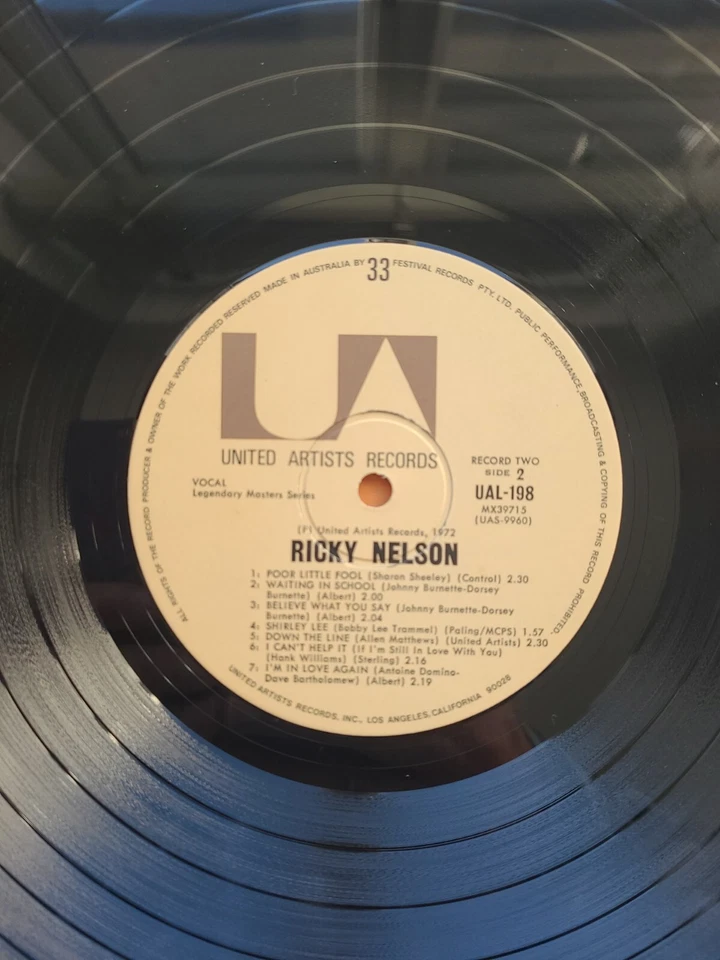 ALL RIGHTS OF THE RECORD PRODUCER & OWNER OF THE WORK RECORDED RESERVED MADE IN AUSTRALIA BY 33 FESTIVAL RECORDS PTY. LTD. PUBLIC PERFORMANCE, BROADCASTING & COPYING OF THIS RECORD PROHIBITED.
UA
UNITED ARTISTS RECORDS
RECORD TWO
SIDE 2
VOCAL
Legendary Masters Series
UAL-198
MX39715
(UAS-9960)
(P) United Artists Records, 1972
RICKY NELSON
1: POOR LITTLE FOOL (Sharon Sheeley) (Control) 2.30
2: WAITING IN SCHOOL (Johnny Burnette-Dorsey
Burnette) (Albert) 2.00
3: BELIEVE WHAT YOU SAY (Johnny Burnette-Dorsey
Burnette) (Albert) 2.04
4: SHIRLEY LEE (Bobby Lee Trammel) (Paling/MCPS) 1.57
5: DOWN THE LINE (Allen Matthews) (United Artists) 2.30
6: I CAN'T HELP IT (If I'm Still In Love With You)
(Hank Williams) (Sterling) 2.16
7: I'M IN LOVE AGAIN (Antoine Domino-
Dave Bartholomew) (Albert) 2.19
UNITED ARTISTS RECORDS, INC., LOS ANGELES, CALIFORNIA 90028